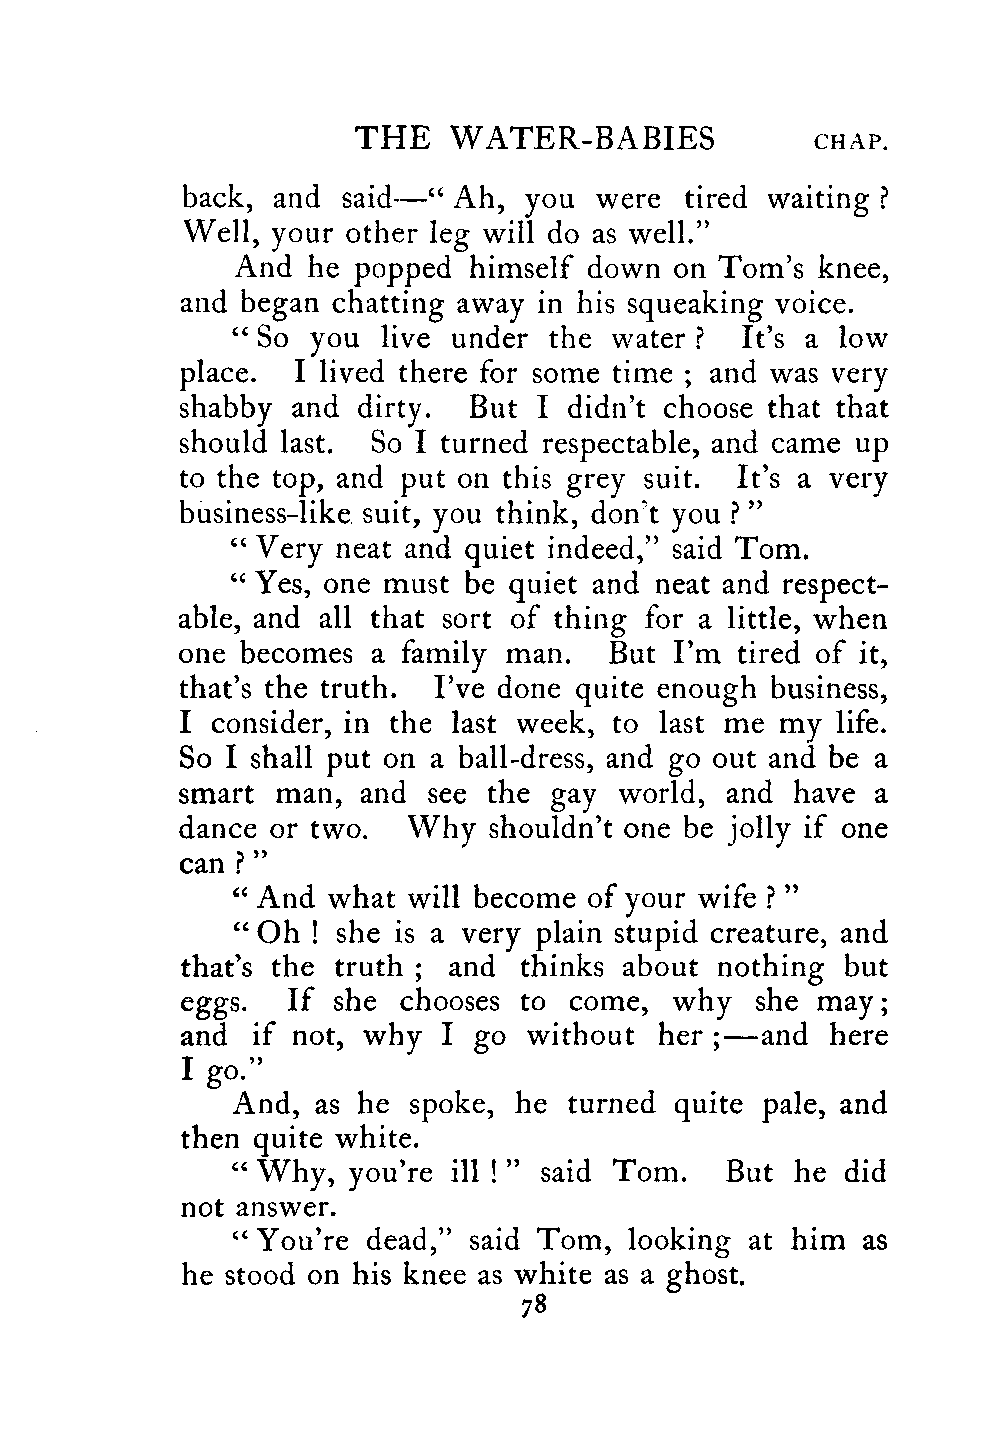 THE WATER-BABIES CHAP.
back, and said—“ Ah, you were tired waiting ?
Well, your other leg will do as well.”
And he popped himself down on Tom’s knee,
and began chatting away in his squeaking voice.
“ So you live under the water ? It’s a low
place. I lived there for some time ; and was very
shabby and dirty. But I didn’t choose that that
should last. So I turned respectable, and came up
to the top, and put on this grey suit. It’s a very
business-like suit, you think, don’t you ? ”
“ Very neat and quiet indeed,” said Tom.
“ Yes, one must be quiet and neat and respect-
able, and all that sort of thing for a little, when
one becomes a family man. But I’m tired of it,
that’s the truth. I’ve done quite enough business,
I consider, in the last week, to last me my life.
So I shall put on a ball-dress, and go out and be a
smart man, and see the gay world, and have a
dance or two. Why shouldn’t one be jolly if one
can ? ”
“ And what will become of your wife ? ”
“ Oh ! she is a very plain stupid creature, and
that’s the truth ; and thinks about nothing but
eggs. If she chooses to come, why she may ;
and if not, why I go without her ;—and here
I go.”
And, as he spoke, he turned quite pale, and
then quite white.
“ Why, you’re ill ! ” said Tom. But he did
not answer.
“ You’re dead,” said Tom, looking at him as
he stood on his knee as white as a ghost.
78